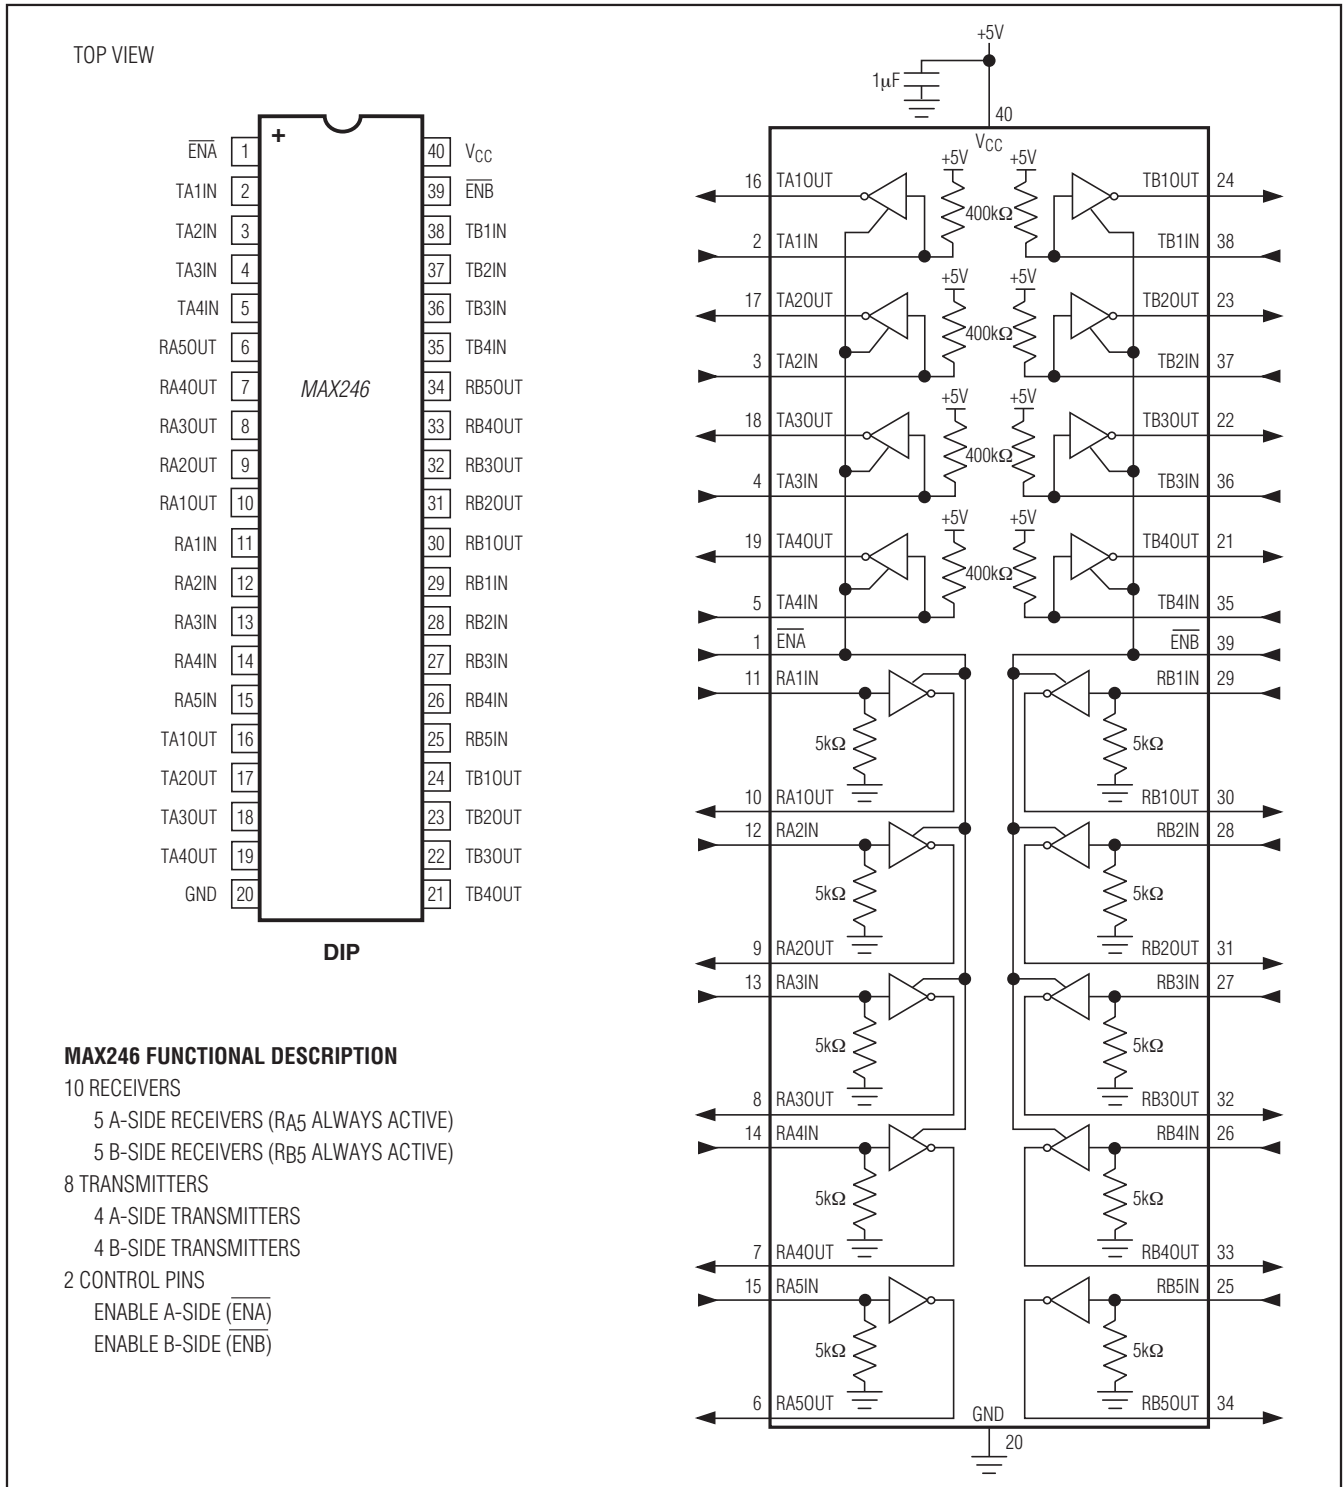 TOP VIEW
+
ENA 1
TA1IN 2
TA2IN 3
TA3IN 4
TA4IN 5
RA5OUT 6
RA4OUT 7
RA3OUT 8
RA2OUT 9
RA1OUT 10
RA1IN 11
RA2IN 12
RA3IN 13
RA4IN 14
RA5IN 15
TA1OUT 16
TA2OUT 17
TA3OUT 18
TA4OUT 19
GND 20
MAX246
40 VCC
39 ENB
38 TB1IN
37 TB2IN
36 TB3IN
35 TB4IN
34 RB5OUT
33 RB4OUT
32 RB3OUT
31 RB2OUT
30 RB1OUT
29 RB1IN
28 RB2IN
27 RB3IN
26 RB4IN
25 RB5IN
24 TB1OUT
23 TB2OUT
22 TB3OUT
21 TB4OUT
DIP
MAX246 FUNCTIONAL DESCRIPTION
10 RECEIVERS
5 A-SIDE RECEIVERS (RA5 ALWAYS ACTIVE)
5 B-SIDE RECEIVERS (RB5 ALWAYS ACTIVE)
8 TRANSMITTERS
4 A-SIDE TRANSMITTERS
4 B-SIDE TRANSMITTERS
2 CONTROL PINS
ENABLE A-SIDE (ENA)
ENABLE B-SIDE (ENB)
+5V
1µF
40
VCC
+5V +5V
16 TA1OUT TB1OUT 24
400kΩ
2 TA1IN TB1IN 38
+5V +5V
17 TA2OUT TB2OUT 23
400kΩ
3 TA2IN TB2IN 37
+5V +5V
18 TA3OUT TB3OUT 22
400kΩ
4 TA3IN TB3IN 36
+5V +5V
19 TA4OUT TB4OUT 21
400kΩ
5 TA4IN TB4IN 35
1 ENA ENB 39
11 RA1IN RB1IN 29
5kΩ 5kΩ
10 RA1OUT RB1OUT 30
12 RA2IN RB2IN 28
5kΩ 5kΩ
9 RA2OUT RB2OUT 31
13 RA3IN RB3IN 27
5kΩ 5kΩ
8 RA3OUT RB3OUT 32
14 RA4IN RB4IN 26
5kΩ 5kΩ
7 RA4OUT RB4OUT 33
15 RA5IN RB5IN 25
5kΩ 5kΩ
6 RA5OUT RB5OUT 34
GND
20